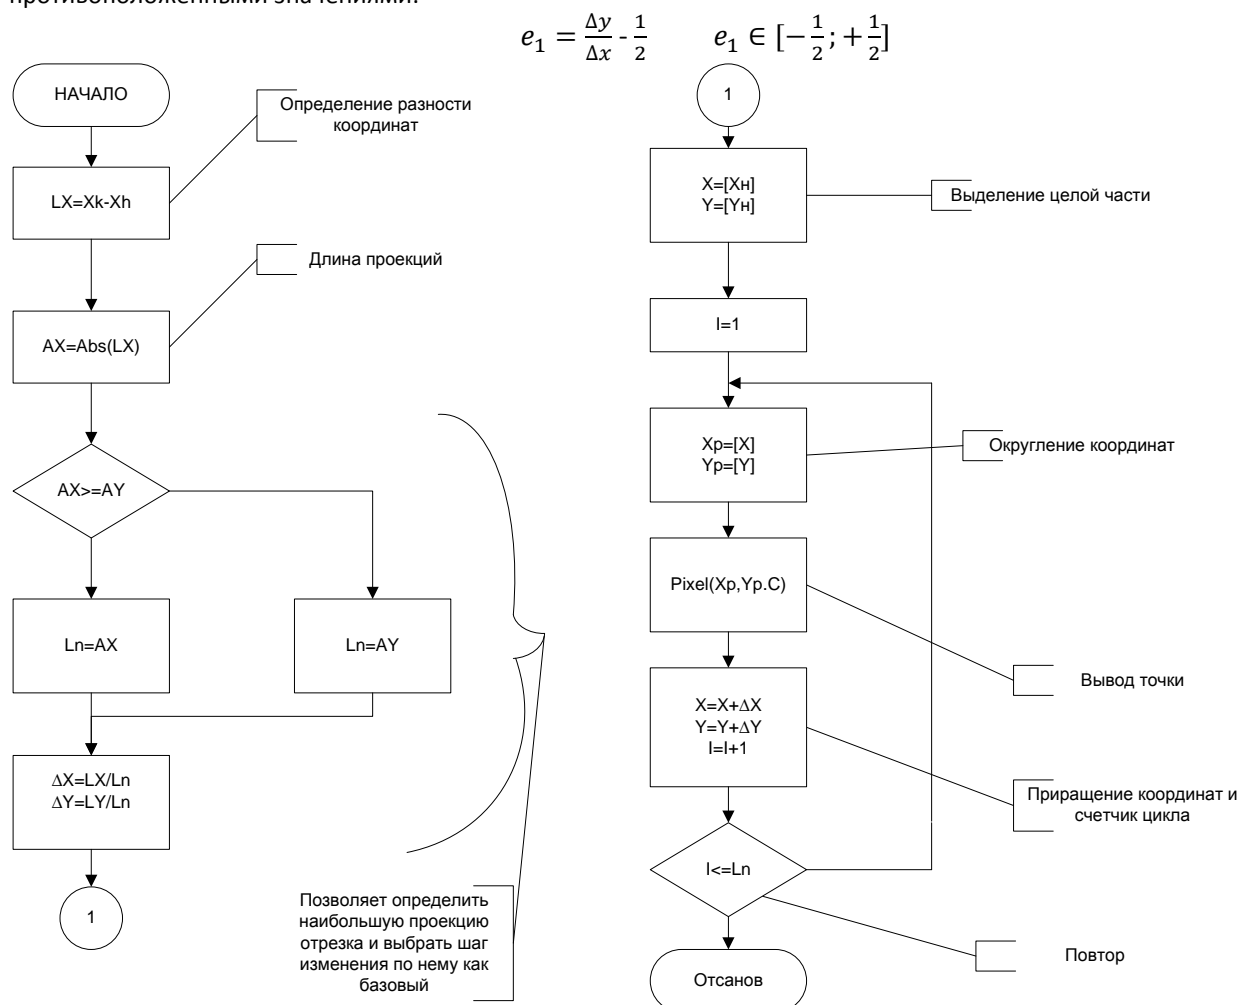 противоположенными значениями.
e₁ = Δy/Δx - 1/2      e₁ ∈ [−1/2; +1/2]
НАЧАЛО
Определение разности
координат
LX=Xk-Xh
Длина проекций
AX=Abs(LX)
AX>=AY
Ln=AX
Ln=AY
ΔX=LX/Ln
ΔY=LY/Ln
1
Позволяет определить
наибольшую проекцию
отрезка и выбрать шаг
изменения по нему как
базовый
1
X=[Xн]
Y=[Yн]
Выделение целой части
I=1
Xp=[X]
Yp=[Y]
Округление координат
Pixel(Xp,Yp.C)
Вывод точки
X=X+ΔX
Y=Y+ΔY
I=I+1
Приращение координат и
счетчик цикла
I<=Ln
Повтор
Отсанов